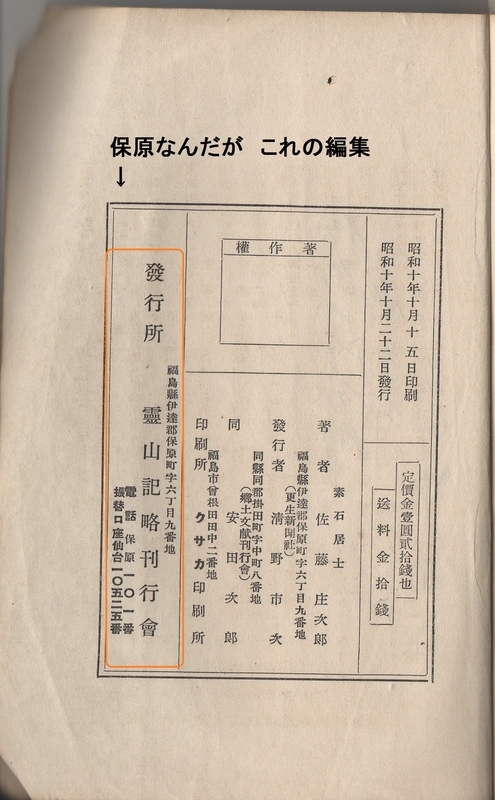 保原なんだが　これの編集
↓
著作權
昭和十年十月十五日印刷
昭和十年十月二十二日發行
定價金壹圓貳拾錢也
送料金拾錢
素石居士
著者　佐藤庄次郎
福島縣伊達郡保原町字六丁目九番地
（更生新聞社）
發行者　淸野市次
同縣同郡掛田町字中町八番地
（鄕土文獻刊行會）
同　安田次郎
福島市曾根田田中二番地
印刷所　クサカ印刷所
福島縣伊達郡保原町字六丁目九番地
發行所　靈山記略刊行會
電話保原一〇一番
振替口座仙台一〇五二五番